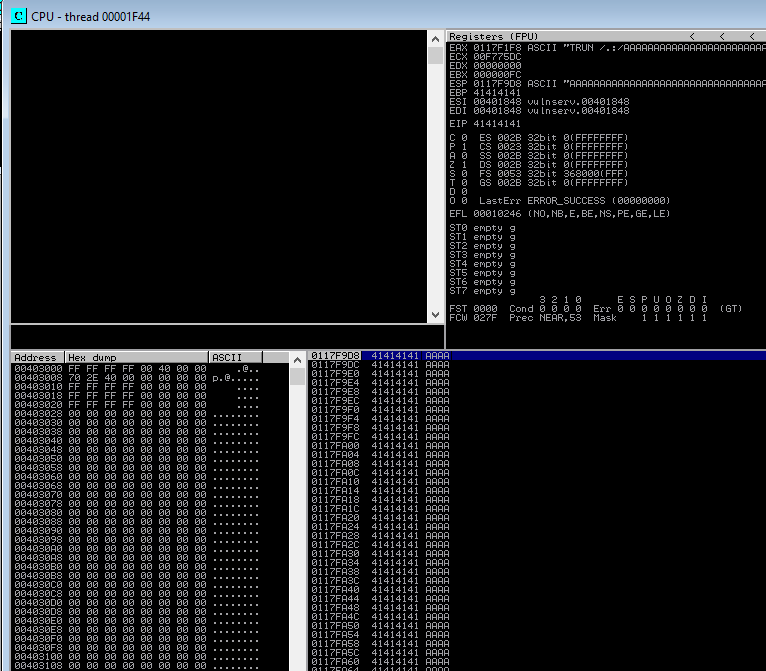 C CPU - thread 00001F44
Registers (FPU) < < <
EAX 0117F1F8 ASCII "TRUN /.:/AAAAAAAAAAAAAAAAAAAAAAAA
ECX 00F775DC
EDX 00000000
EBX 000000FC
ESP 0117F9D8 ASCII "AAAAAAAAAAAAAAAAAAAAAAAAAAAAAAAAA
EBP 41414141
ESI 00401848 vulnserv.00401848
EDI 00401848 vulnserv.00401848
EIP 41414141
C 0 ES 002B 32bit 0(FFFFFFFF)
P 1 CS 0023 32bit 0(FFFFFFFF)
A 0 SS 002B 32bit 0(FFFFFFFF)
Z 1 DS 002B 32bit 0(FFFFFFFF)
S 0 FS 0053 32bit 368000(FFF)
T 0 GS 002B 32bit 0(FFFFFFFF)
D 0
O 0 LastErr ERROR_SUCCESS (00000000)
EFL 00010246 (NO,NB,E,BE,NS,PE,GE,LE)
ST0 empty g
ST1 empty g
ST2 empty g
ST3 empty g
ST4 empty g
ST5 empty g
ST6 empty g
ST7 empty g
3 2 1 0 E S P U O Z D I
FST 0000 Cond 0 0 0 0 Err 0 0 0 0 0 0 0 0 (GT)
FCW 027F Prec NEAR,53 Mask 1 1 1 1 1 1
Address Hex dump ASCII
00403000 FF FF FF FF 00 40 00 00 .@..
00403008 70 2E 40 00 00 00 00 00 p.@.....
00403010 FF FF FF FF 00 00 00 00 ....
00403018 FF FF FF FF 00 00 00 00 ....
00403020 FF FF FF FF 00 00 00 00 ....
00403028 00 00 00 00 00 00 00 00 ........
00403030 00 00 00 00 00 00 00 00 ........
00403038 00 00 00 00 00 00 00 00 ........
00403040 00 00 00 00 00 00 00 00 ........
00403048 00 00 00 00 00 00 00 00 ........
00403050 00 00 00 00 00 00 00 00 ........
00403058 00 00 00 00 00 00 00 00 ........
00403060 00 00 00 00 00 00 00 00 ........
00403068 00 00 00 00 00 00 00 00 ........
00403070 00 00 00 00 00 00 00 00 ........
00403078 00 00 00 00 00 00 00 00 ........
00403080 00 00 00 00 00 00 00 00 ........
00403088 00 00 00 00 00 00 00 00 ........
00403090 00 00 00 00 00 00 00 00 ........
00403098 00 00 00 00 00 00 00 00 ........
004030A0 00 00 00 00 00 00 00 00 ........
004030A8 00 00 00 00 00 00 00 00 ........
004030B0 00 00 00 00 00 00 00 00 ........
004030B8 00 00 00 00 00 00 00 00 ........
004030C0 00 00 00 00 00 00 00 00 ........
004030C8 00 00 00 00 00 00 00 00 ........
004030D0 00 00 00 00 00 00 00 00 ........
004030D8 00 00 00 00 00 00 00 00 ........
004030E0 00 00 00 00 00 00 00 00 ........
004030E8 00 00 00 00 00 00 00 00 ........
004030F0 00 00 00 00 00 00 00 00 ........
004030F8 00 00 00 00 00 00 00 00 ........
00403100 00 00 00 00 00 00 00 00 ........
00403108 00 00 00 00 00 00 00 00 ........
0117F9D8 41414141 AAAA
0117F9DC 41414141 AAAA
0117F9E0 41414141 AAAA
0117F9E4 41414141 AAAA
0117F9E8 41414141 AAAA
0117F9EC 41414141 AAAA
0117F9F0 41414141 AAAA
0117F9F4 41414141 AAAA
0117F9F8 41414141 AAAA
0117F9FC 41414141 AAAA
0117FA00 41414141 AAAA
0117FA04 41414141 AAAA
0117FA08 41414141 AAAA
0117FA0C 41414141 AAAA
0117FA10 41414141 AAAA
0117FA14 41414141 AAAA
0117FA18 41414141 AAAA
0117FA1C 41414141 AAAA
0117FA20 41414141 AAAA
0117FA24 41414141 AAAA
0117FA28 41414141 AAAA
0117FA2C 41414141 AAAA
0117FA30 41414141 AAAA
0117FA34 41414141 AAAA
0117FA38 41414141 AAAA
0117FA3C 41414141 AAAA
0117FA40 41414141 AAAA
0117FA44 41414141 AAAA
0117FA48 41414141 AAAA
0117FA4C 41414141 AAAA
0117FA50 41414141 AAAA
0117FA54 41414141 AAAA
0117FA58 41414141 AAAA
0117FA5C 41414141 AAAA
0117FA60 41414141 AAAA
0117FA64 41414141 AAAA